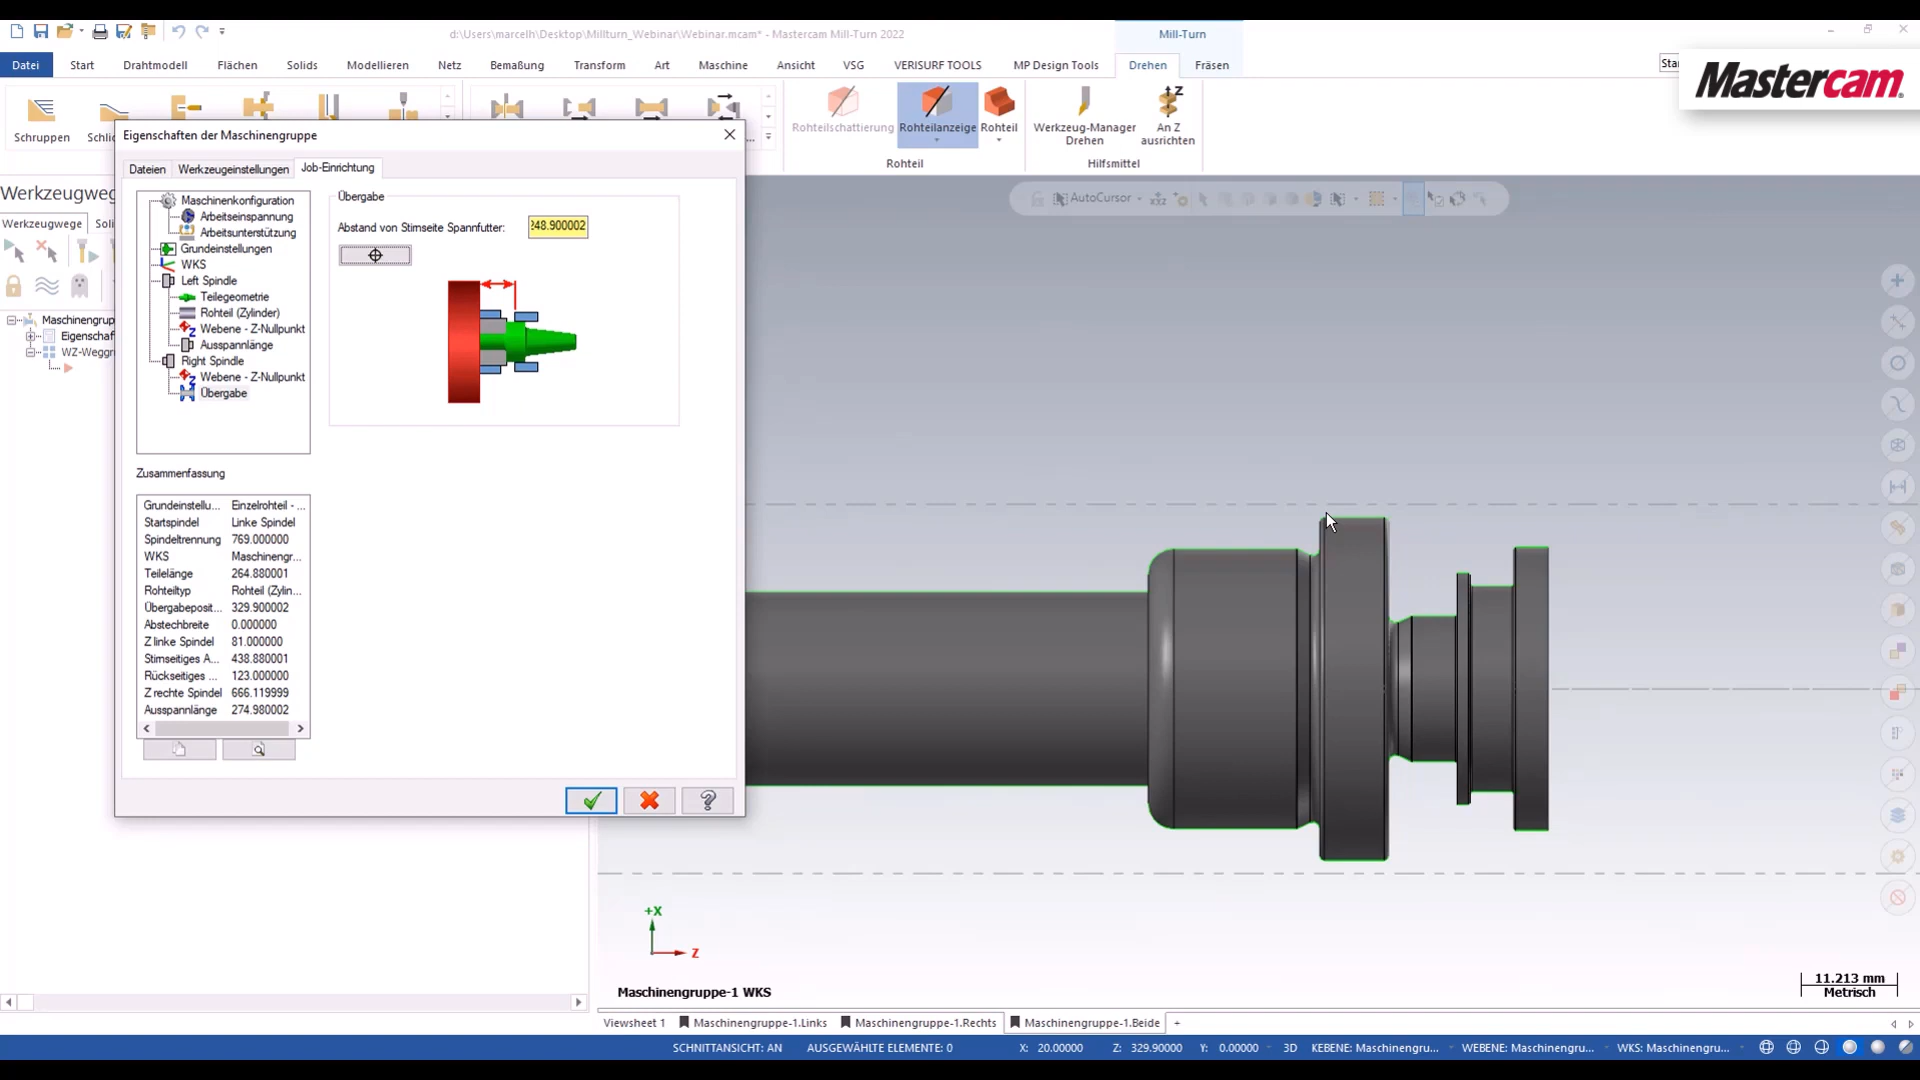 d:\Users\marcelh\Desktop\Millturn_Webinar\Webinar.mcam* - Mastercam Mill-Turn 2022
Mill-Turn
Datei Start Drahtmodell Flächen Solids Modellieren Netz Bemaßung Transform Art Maschine Ansicht VSG VERISURF TOOLS MP Design Tools Drehen Fräsen
Mastercam.
Schruppen
Rohteilschattierung Rohteilanzeige Rohteil
Werkzeug-Manager Drehen
An Z ausrichten
Rohteil
Hilfsmittel
Eigenschaften der Maschinengruppe
Dateien Werkzeugeinstellungen Job-Einrichtung
Werkzeugwege Soli
AutoCursor
Maschinenkonfiguration
Arbeitseinspannung
Arbeitsunterstützung
Grundeinstellungen
WKS
Left Spindle
Teilegeometrie
Rohteil (Zylinder)
Webene - Z-Nullpunkt
Ausspannlänge
Right Spindle
Webene - Z-Nullpunkt
Übergabe
Übergabe
Abstand von Stirnseite Spannfutter: 248.900002
Maschinengrup
Eigenschaf
WZ-Weggr
Zusammenfassung
Grundeinstellu... Einzelrohteil - ...
Startspindel Linke Spindel
Spindeltrennung 769.000000
WKS Maschinengr...
Teilelänge 264.880001
Rohteiltyp Rohteil (Zylin...
Übergabeposit... 329.900002
Abstechbreite 0.000000
Z linke Spindel 81.000000
Stirnseitiges A... 438.880001
Rückseitiges ... 123.000000
Z rechte Spindel 666.119999
Ausspannlänge 274.980002
+X
Z
Maschinengruppe-1 WKS
11.213 mm
Metrisch
Viewsheet 1 Maschinengruppe-1.Links Maschinengruppe-1.Rechts Maschinengruppe-1.Beide +
SCHNITTANSICHT: AN AUSGEWÄHLTE ELEMENTE: 0 X: 20.00000 Z: 329.90000 Y: 0.00000 3D KEBENE: Maschinengru... WEBENE: Maschinengru... WKS: Maschinengru...